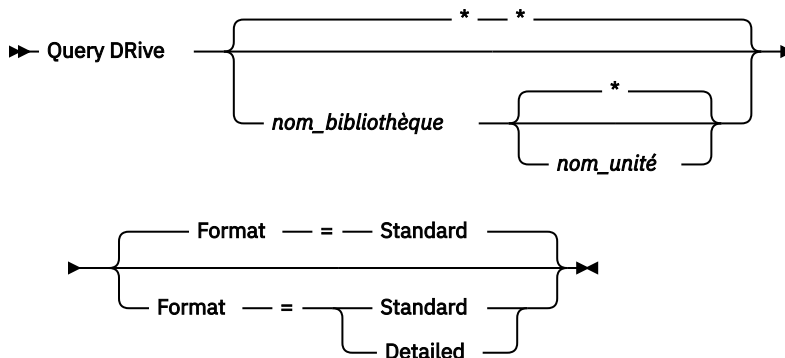 * *
Query DRive
*
nom_bibliothèque
nom_unité
Format = Standard
Format = Standard
Detailed